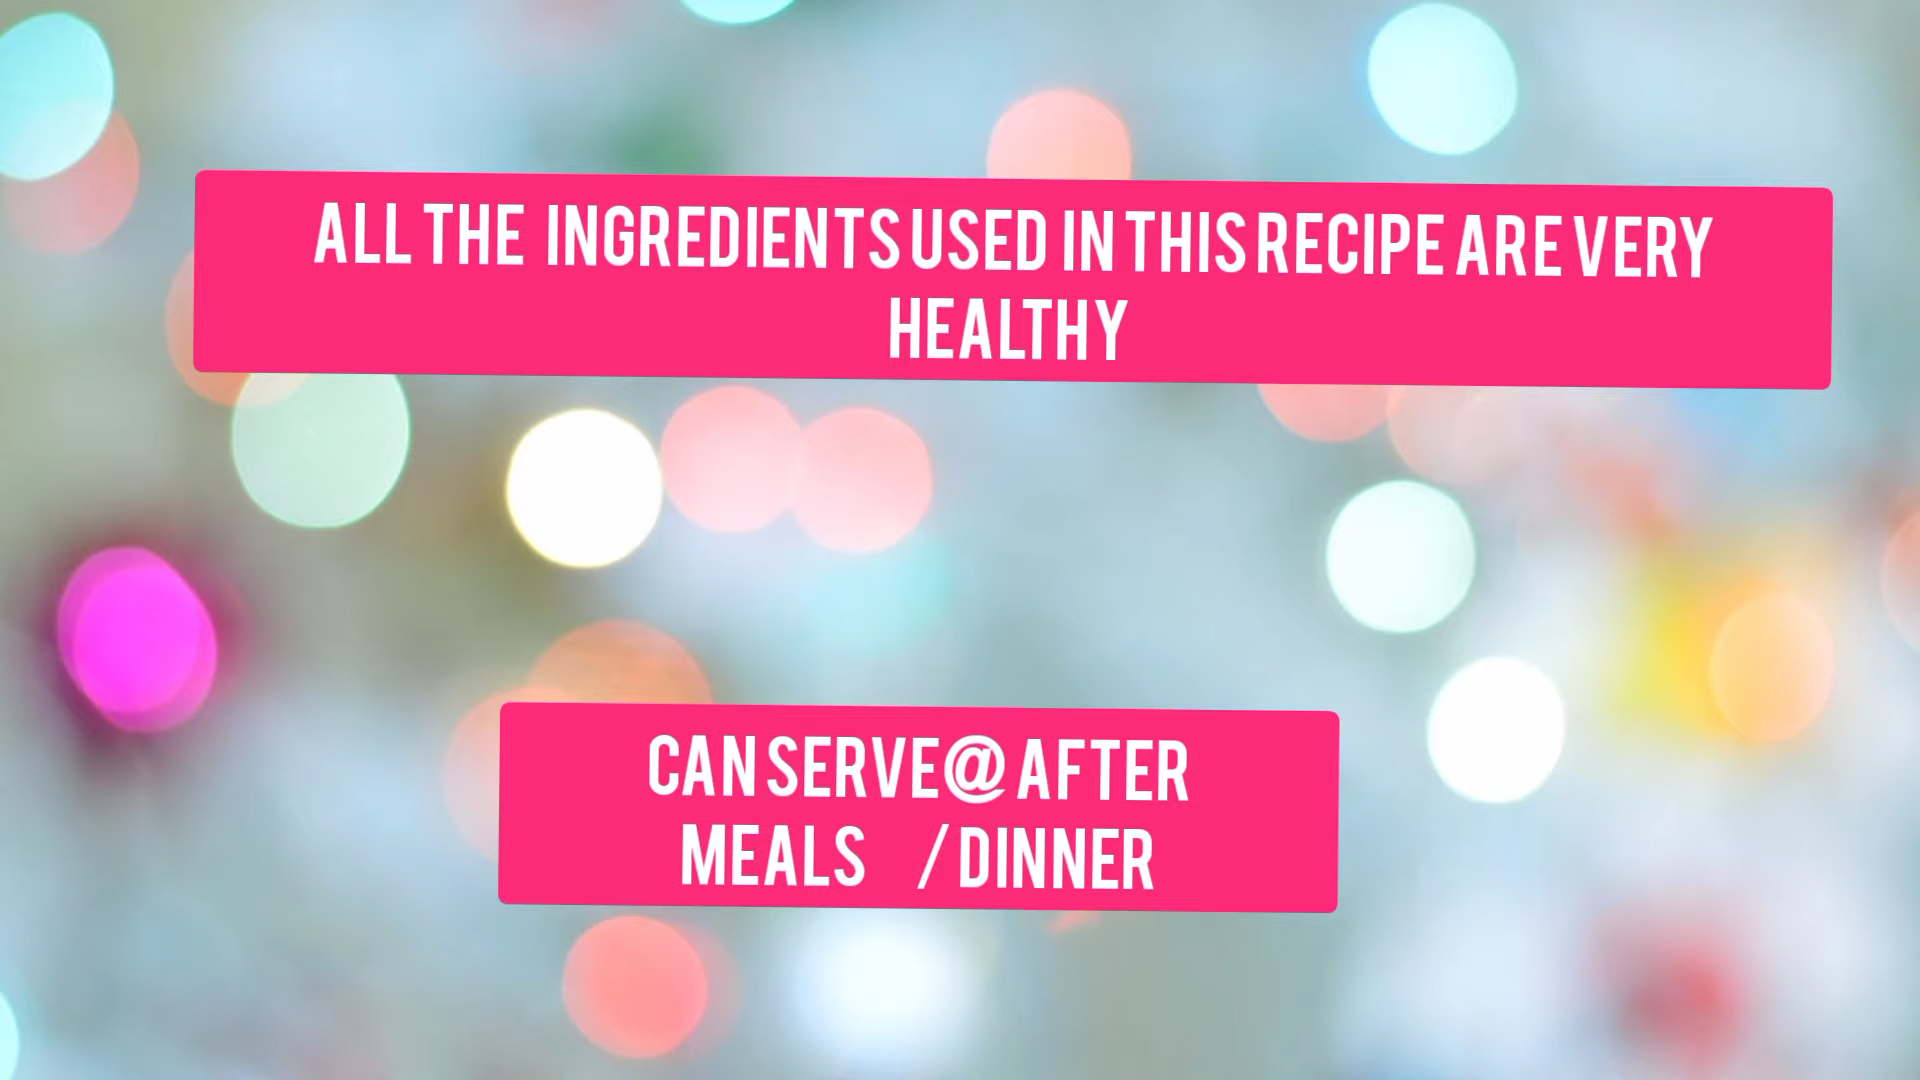 ALL THE INGREDIENTS USED IN THIS RECIPE ARE VERY
HEALTHY
CAN SERVE@ AFTER
MEALS /DINNER